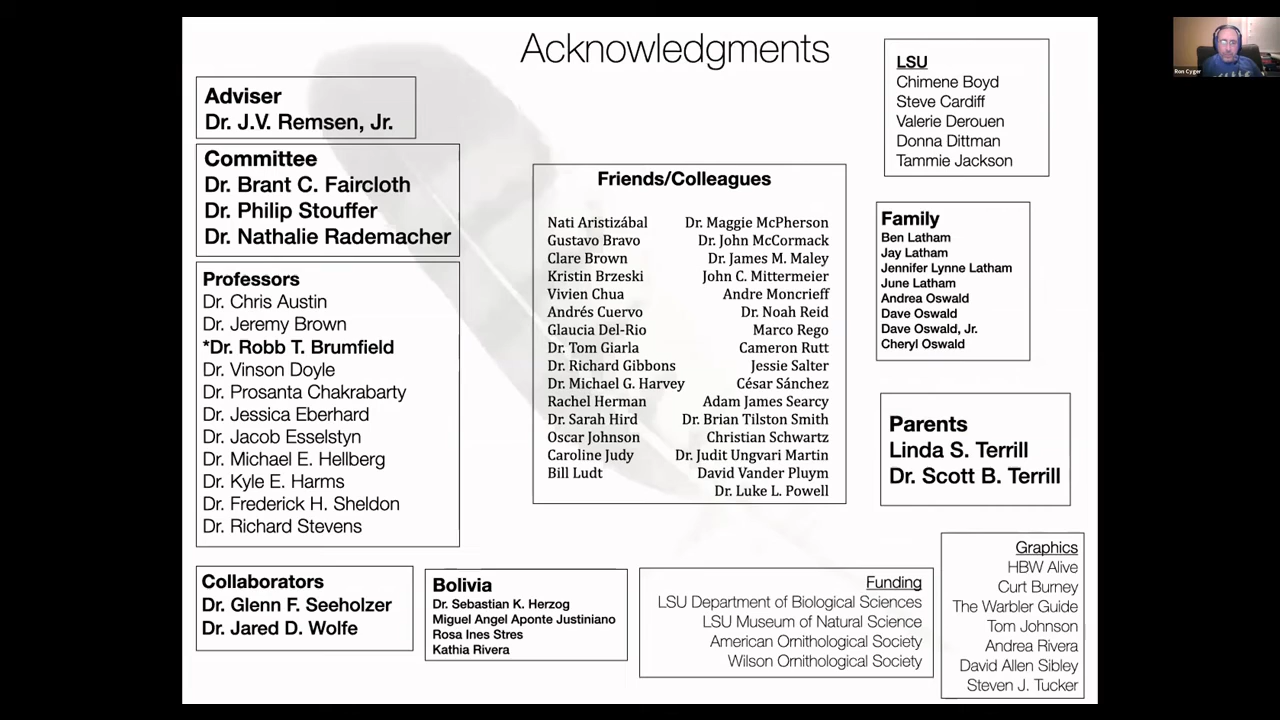 Acknowledgments
Adviser
Dr. J.V. Remsen, Jr.
Committee
Dr. Brant C. Faircloth
Dr. Philip Stouffer
Dr. Nathalie Rademacher
Professors
Dr. Chris Austin
Dr. Jeremy Brown
*Dr. Robb T. Brumfield
Dr. Vinson Doyle
Dr. Prosanta Chakrabarty
Dr. Jessica Eberhard
Dr. Jacob Esselstyn
Dr. Michael E. Hellberg
Dr. Kyle E. Harms
Dr. Frederick H. Sheldon
Dr. Richard Stevens
Collaborators
Dr. Glenn F. Seeholzer
Dr. Jared D. Wolfe
Bolivia
Dr. Sebastian K. Herzog
Miguel Angel Aponte Justiniano
Rosa Ines Stres
Kathia Rivera
Friends/Colleagues
Nati Aristizábal
Gustavo Bravo
Clare Brown
Kristin Brzeski
Vivien Chua
Andrés Cuervo
Glaucia Del-Rio
Dr. Tom Giarla
Dr. Richard Gibbons
Dr. Michael G. Harvey
Rachel Herman
Dr. Sarah Hird
Oscar Johnson
Caroline Judy
Bill Ludt
Dr. Maggie McPherson
Dr. John McCormack
Dr. James M. Maley
John C. Mittermeier
Andre Moncrieff
Dr. Noah Reid
Marco Rego
Cameron Rutt
Jessie Salter
César Sánchez
Adam James Searcy
Dr. Brian Tilston Smith
Christian Schwartz
Dr. Judit Ungvari Martin
David Vander Pluym
Dr. Luke L. Powell
Funding
LSU Department of Biological Sciences
LSU Museum of Natural Science
American Ornithological Society
Wilson Ornithological Society
LSU
Chimene Boyd
Steve Cardiff
Valerie Derouen
Donna Dittman
Tammie Jackson
Family
Ben Latham
Jay Latham
Jennifer Lynne Latham
June Latham
Andrea Oswald
Dave Oswald
Dave Oswald, Jr.
Cheryl Oswald
Parents
Linda S. Terrill
Dr. Scott B. Terrill
Graphics
HBW Alive
Curt Burney
The Warbler Guide
Tom Johnson
Andrea Rivera
David Allen Sibley
Steven J. Tucker
Ron Cyger